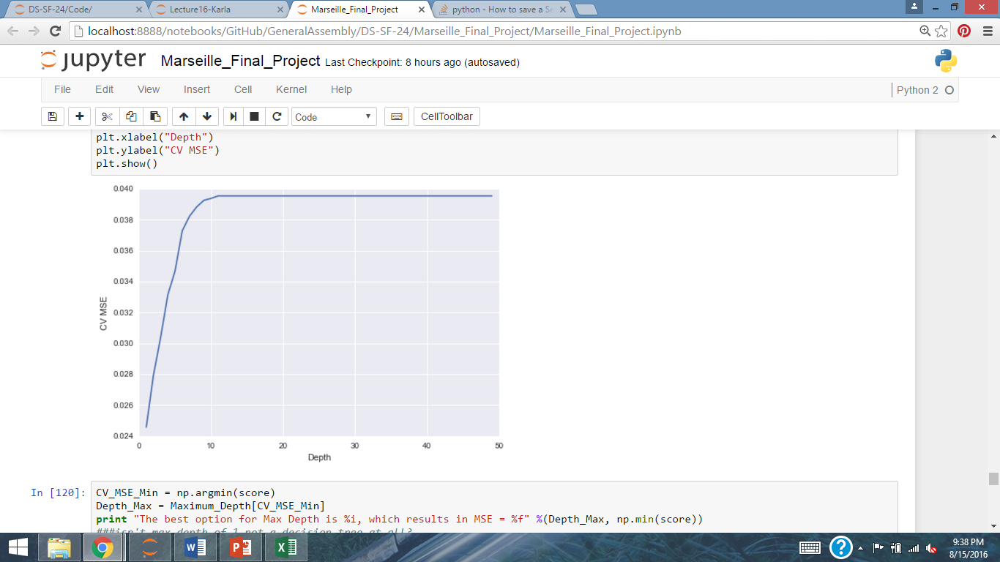 DS-SF-24/Code/
Lecture16-Karla
Marseille_Final_Project
python - How to save a Se
localhost:8888/notebooks/GitHub/GeneralAssembly/DS-SF-24/Marseille_Final_Project/Marseille_Final_Project.ipynb
jupyter Marseille_Final_Project Last Checkpoint: 8 hours ago (autosaved)
File Edit View Insert Cell Kernel Help Python 2
Code CellToolbar
plt.xlabel("Depth")
plt.ylabel("CV MSE")
plt.show()
0.040
0.038
0.036
0.034
0.032
0.030
0.028
0.026
0.024
CV MSE
0 10 20 30 40 50
Depth
In [120]: CV_MSE_Min = np.argmin(score)
Depth_Max = Maximum_Depth[CV_MSE_Min]
print "The best option for Max Depth is %i, which results in MSE = %f" %(Depth_Max, np.min(score))
###isn't max depth of 1 not a decision tree at all?
9:38 PM
8/15/2016